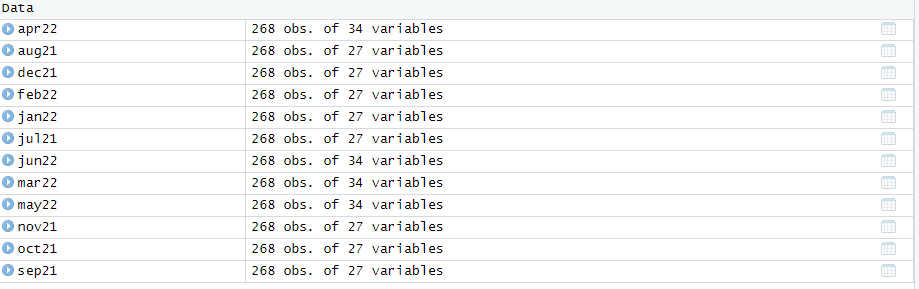 Data
apr22 268 obs. of 34 variables
aug21 268 obs. of 27 variables
dec21 268 obs. of 27 variables
feb22 268 obs. of 27 variables
jan22 268 obs. of 27 variables
jul21 268 obs. of 27 variables
jun22 268 obs. of 34 variables
mar22 268 obs. of 34 variables
may22 268 obs. of 34 variables
nov21 268 obs. of 27 variables
oct21 268 obs. of 27 variables
sep21 268 obs. of 27 variables